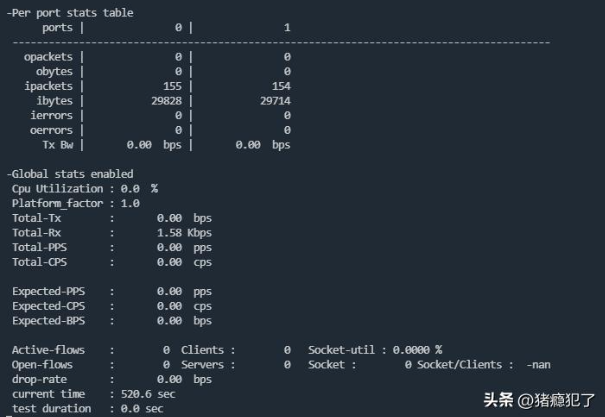 -Per port stats table
ports | 0 | 1
-----------------------------------------------------------------------------------------
opackets | 0 | 0
obytes | 0 | 0
ipackets | 155 | 154
ibytes | 29828 | 29714
ierrors | 0 | 0
oerrors | 0 | 0
Tx Bw | 0.00 bps | 0.00 bps
-Global stats enabled
Cpu Utilization : 0.0 %
Platform_factor : 1.0
Total-Tx : 0.00 bps
Total-Rx : 1.58 Kbps
Total-PPS : 0.00 pps
Total-CPS : 0.00 cps
Expected-PPS : 0.00 pps
Expected-CPS : 0.00 cps
Expected-BPS : 0.00 bps
Active-flows : 0 Clients : 0 Socket-util : 0.0000 %
Open-flows : 0 Servers : 0 Socket : 0 Socket/Clients : -nan
drop-rate : 0.00 bps
current time : 520.6 sec
test duration : 0.0 sec
头条 @猪瘾犯了